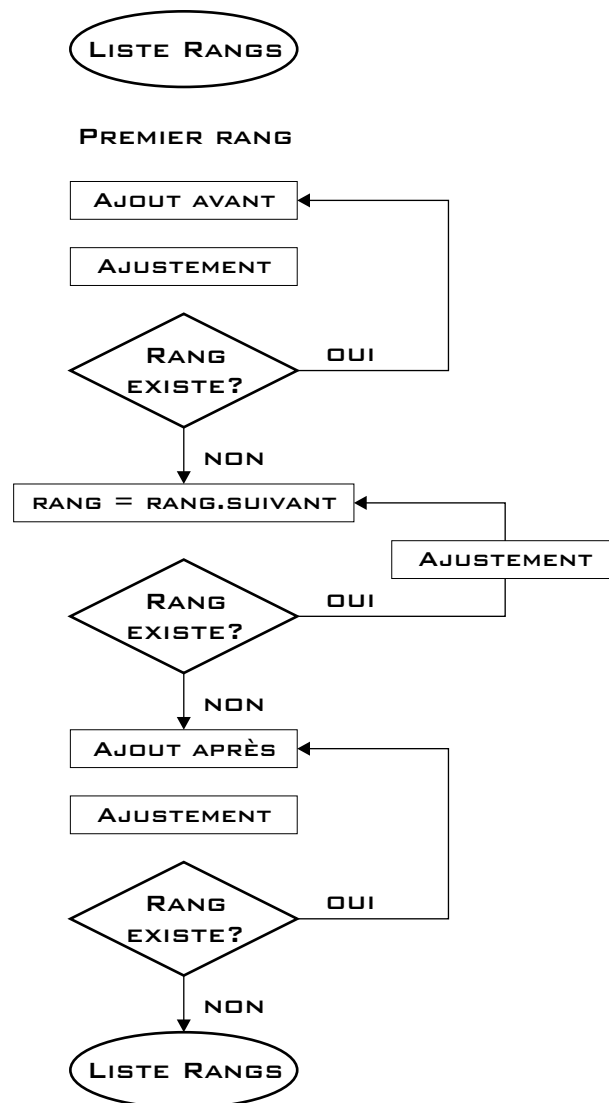 Liste Rangs
Premier rang
Ajout avant
Ajustement
Rang
existe?
oui
non
rang = rang.suivant
Ajustement
Rang
existe?
oui
non
Ajout après
Ajustement
Rang
existe?
oui
non
Liste Rangs